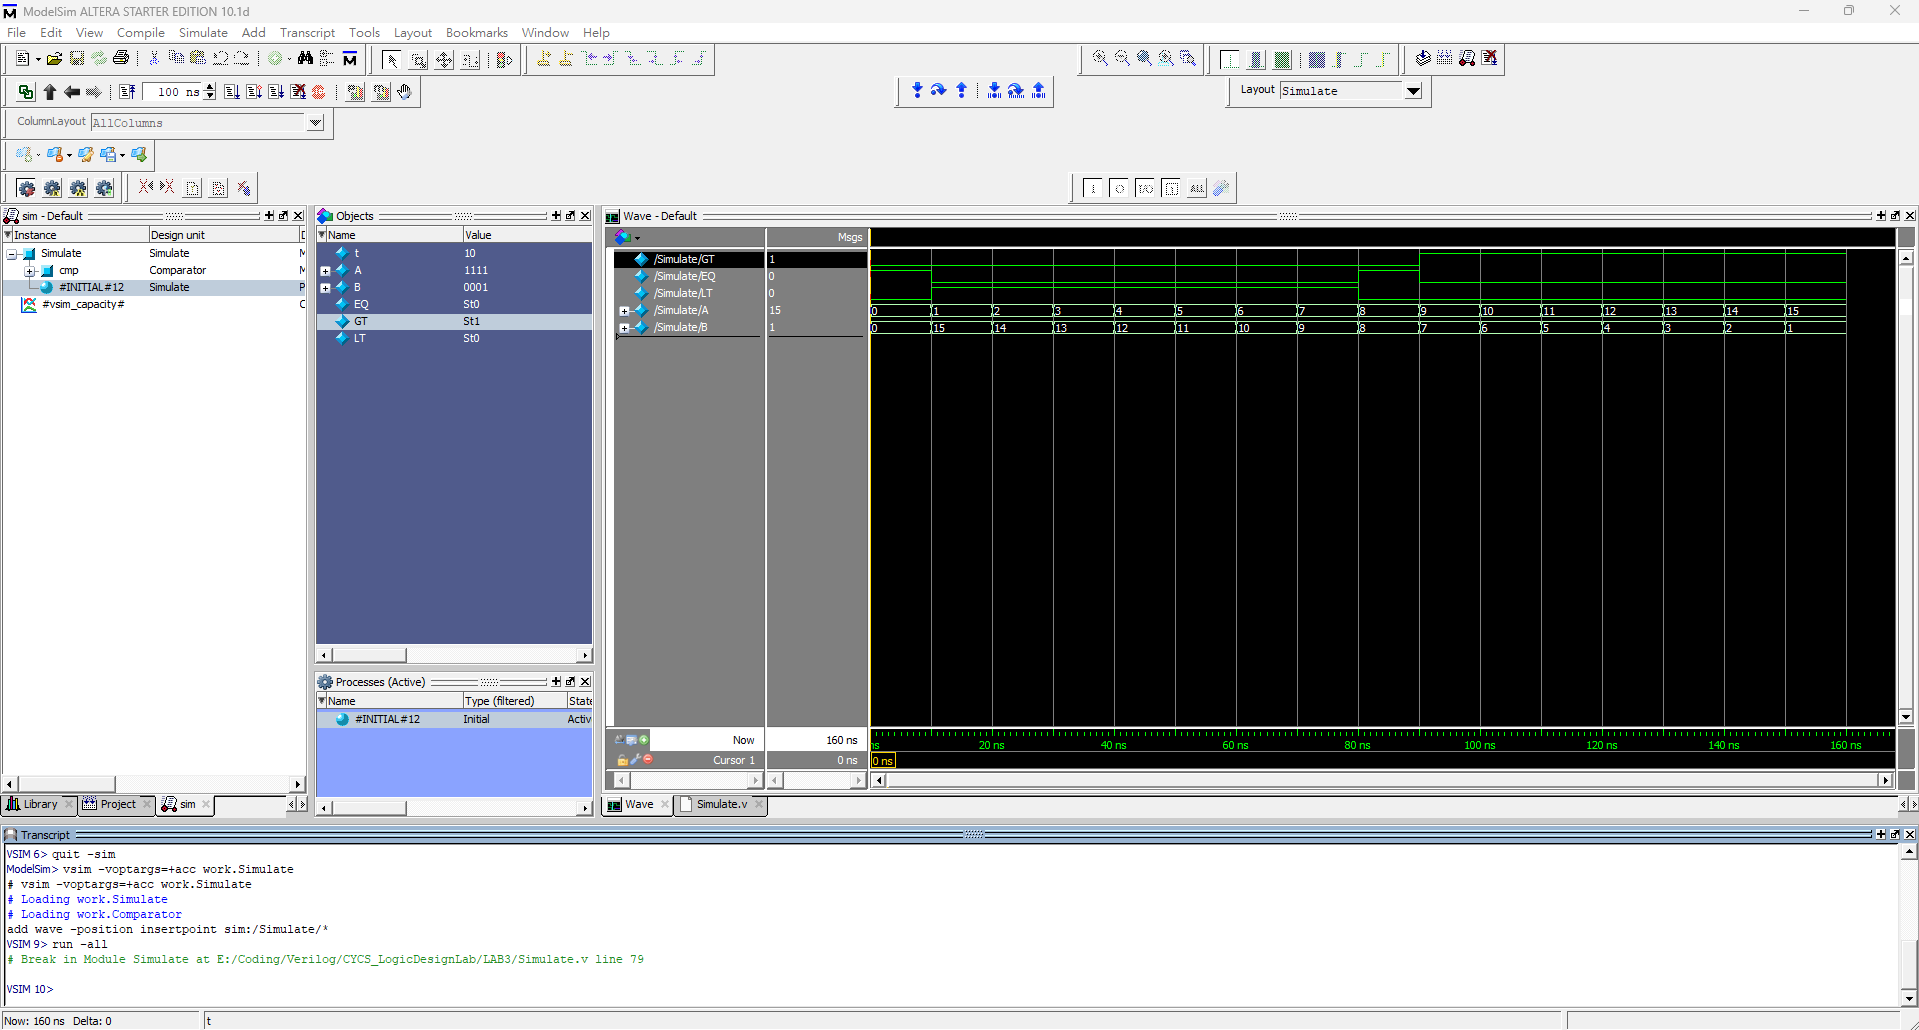 ModelSim ALTERA STARTER EDITION 10.1d
File Edit View Compile Simulate Add Transcript Tools Layout Bookmarks Window Help
100 ns
Layout Simulate
ColumnLayout AllColumns
I O I/O ALL
sim - Default
Instance Design unit
Simulate Simulate
cmp Comparator
#INITIAL#12 Simulate
#vsim_capacity#
Objects
Name Value
t 10
A 1111
B 0001
EQ St0
GT St1
LT St0
Processes (Active)
Name Type (filtered) State
#INITIAL#12 Initial Activ
Wave - Default
Msgs
/Simulate/GT 1
/Simulate/EQ 0
/Simulate/LT 0
/Simulate/A 15 0 1 2 3 4 5 6 7 8 9 10 11 12 13 14 15
/Simulate/B 1 0 15 14 13 12 11 10 9 8 7 6 5 4 3 2 1
Now 160 ns ns 20 ns 40 ns 60 ns 80 ns 100 ns 120 ns 140 ns 160 ns
Cursor 1 0 ns 0 ns
Library Project sim
Wave Simulate.v
Transcript
VSIM 6> quit -sim
ModelSim> vsim -voptargs=+acc work.Simulate
# vsim -voptargs=+acc work.Simulate
# Loading work.Simulate
# Loading work.Comparator
add wave -position insertpoint sim:/Simulate/*
VSIM 9> run -all
# Break in Module Simulate at E:/Coding/Verilog/CYCS_LogicDesignLab/LAB3/Simulate.v line 79
VSIM 10>
Now: 160 ns Delta: 0 t